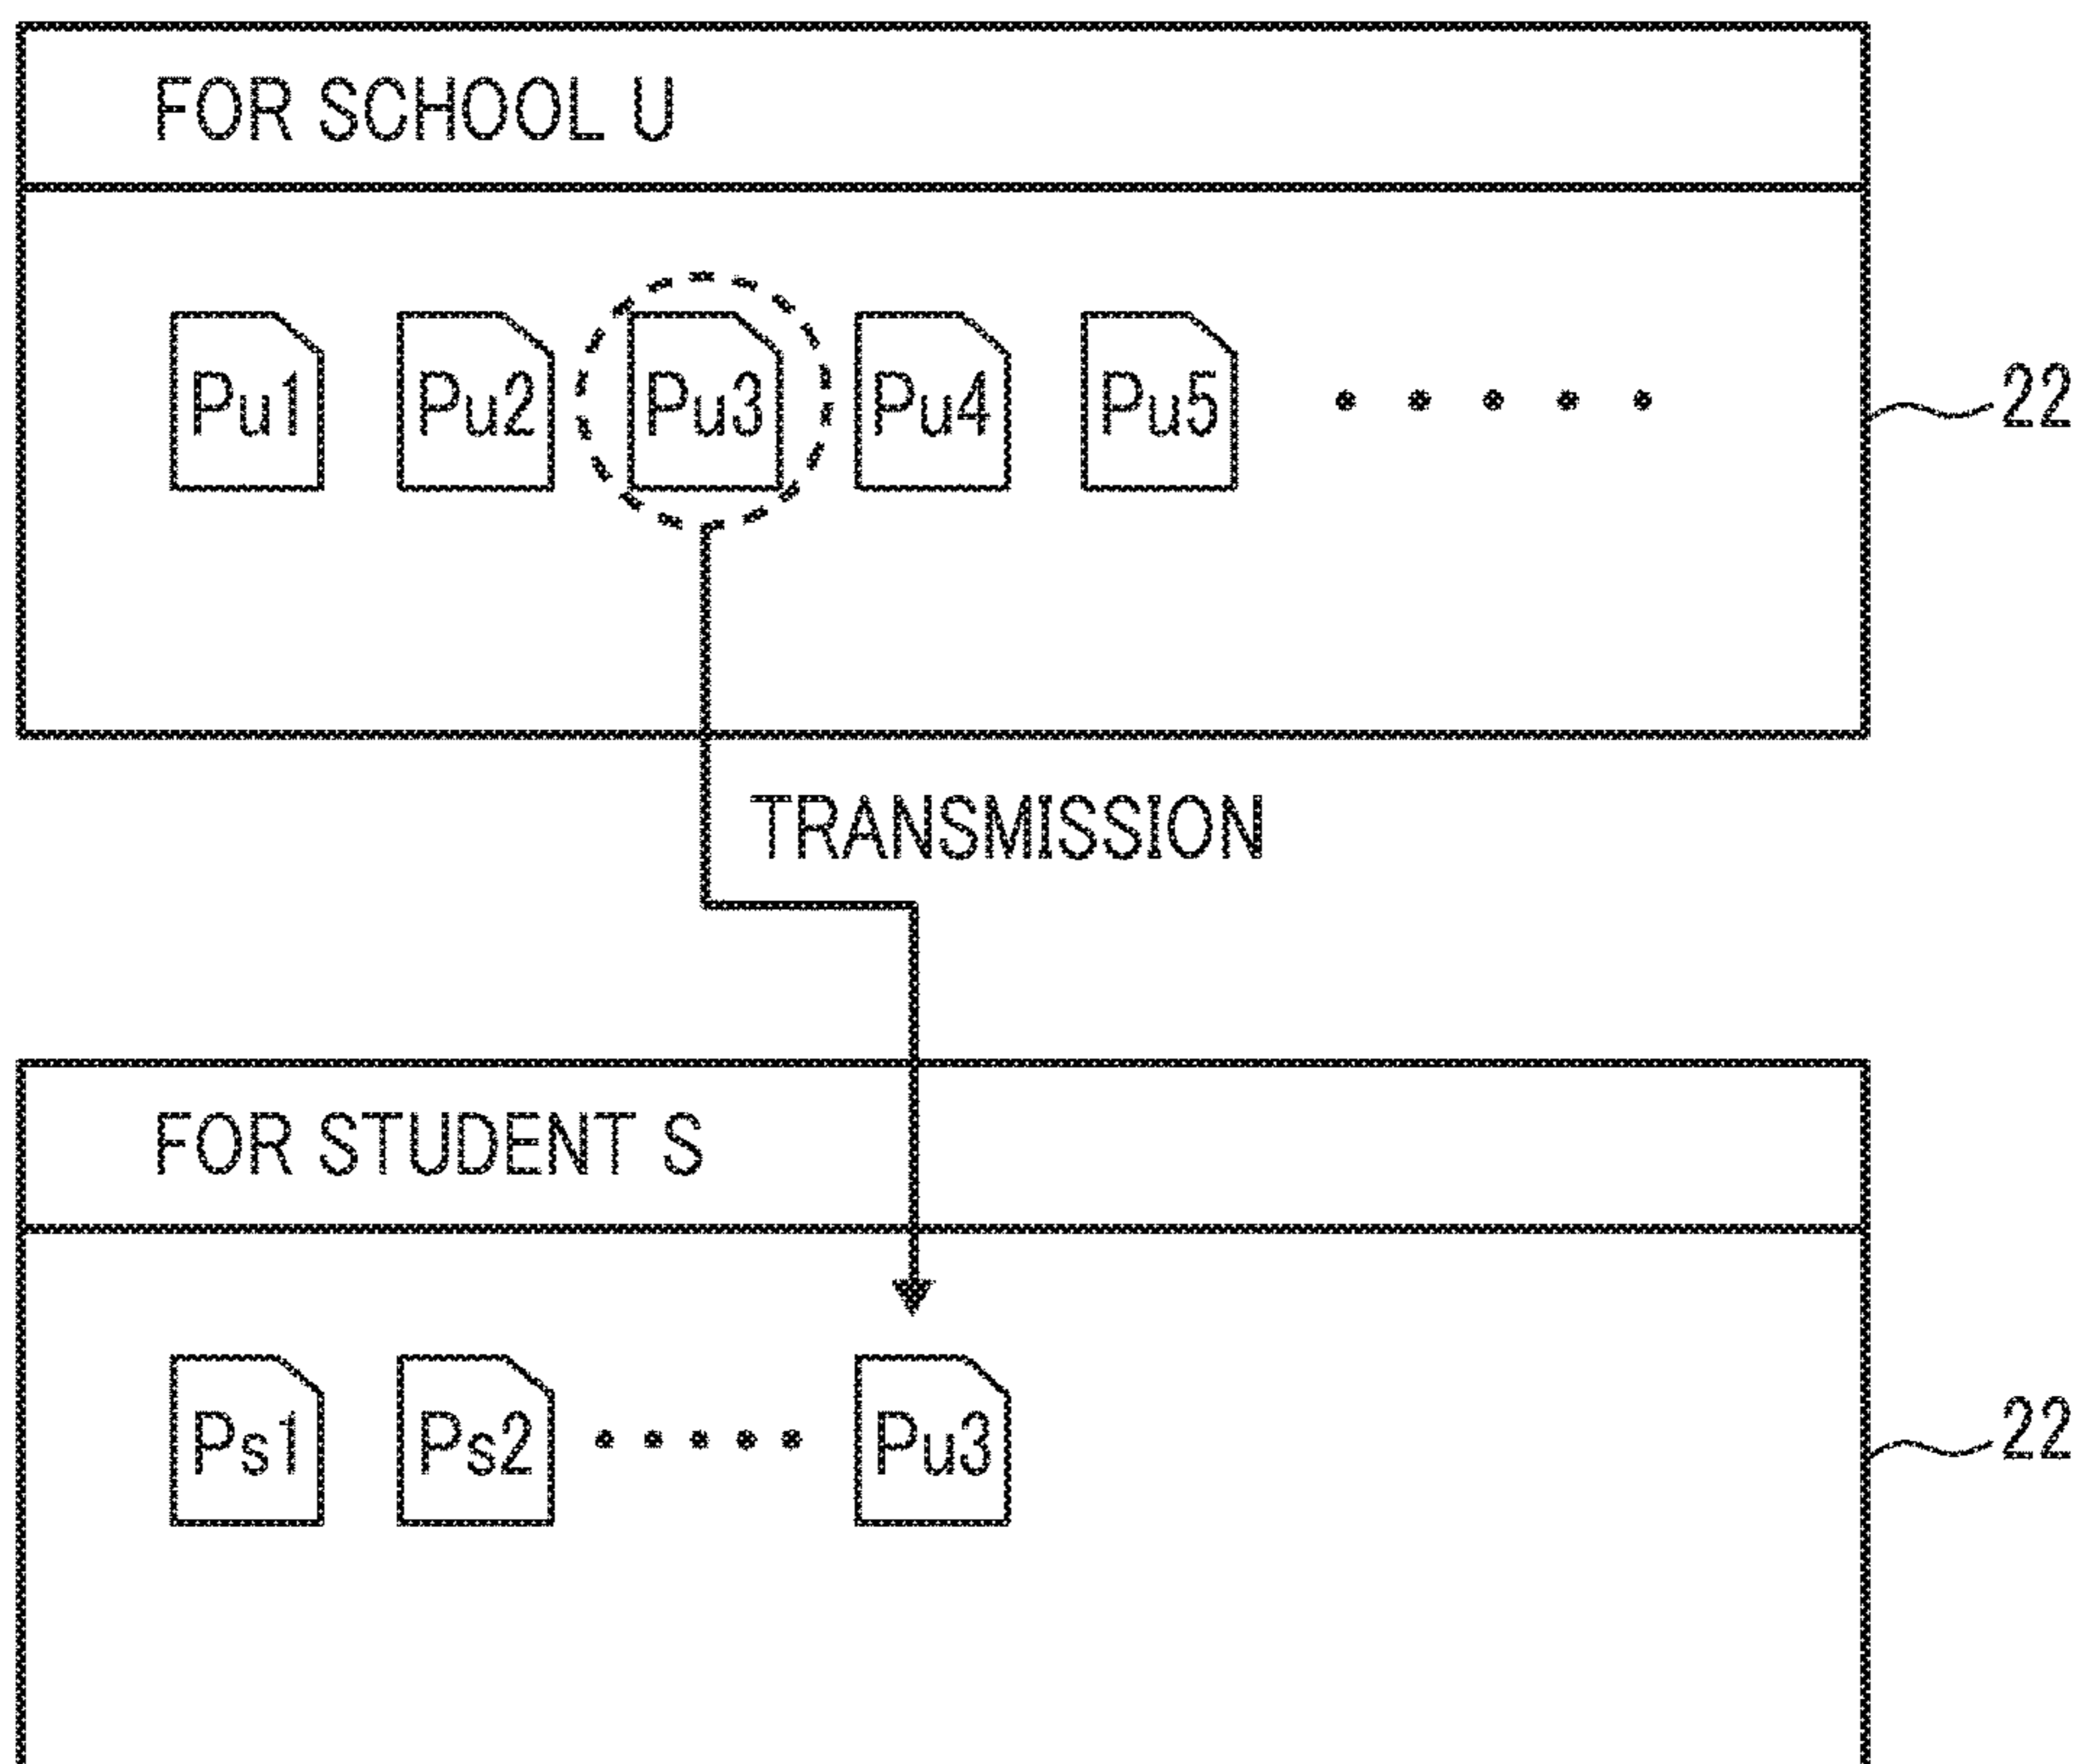 FOR SCHOOL U
Pu1 Pu2 Pu3 Pu4 Pu5 • • • • • 22
TRANSMISSION
FOR STUDENT S
Ps1 Ps2 • • • • • Pu3 22